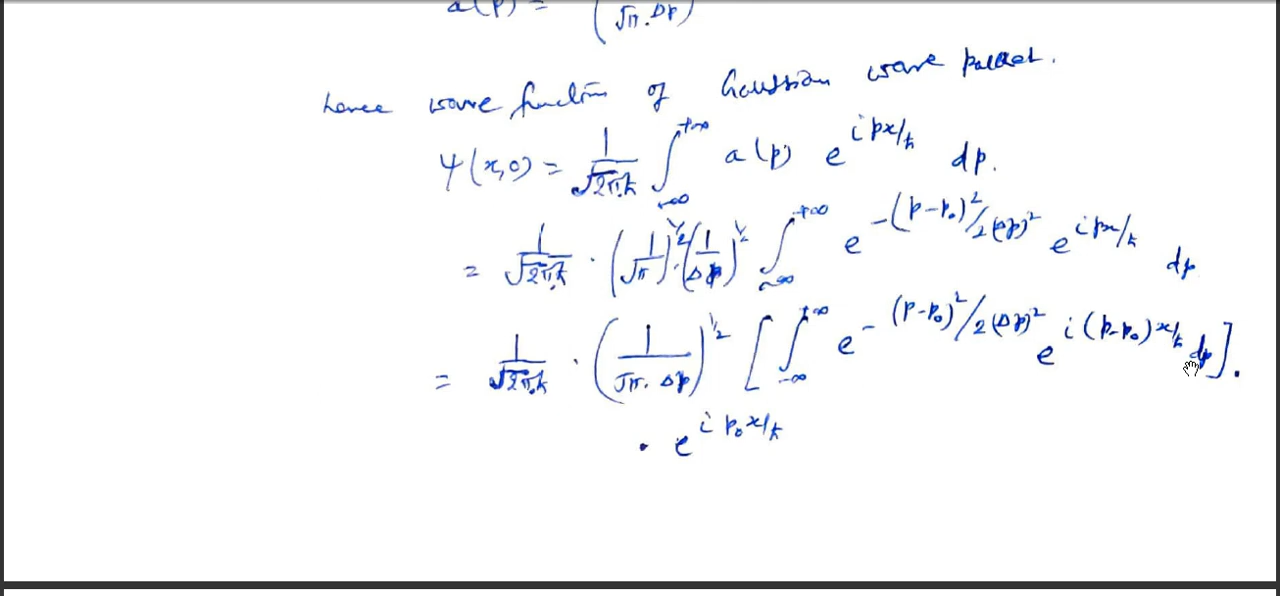 a(p) = (√π . Δp)
hence wave function of Gaussian wave packet.
ψ(x,0) = 1/√2πħ ∫_{-∞}^{+∞} a(p) e^{ipx/ħ} dp.
= 1/√2πħ · (1/√π)^{1/2} · (1/Δp)^{1/2} ∫_{-∞}^{+∞} e^{-(p-p₀)²/2(Δp)²} e^{ipx/ħ} dp
= 1/√2πħ · (1/√π. Δp)^{1/2} [∫_{-∞}^{+∞} e^{-(p-p₀)²/2(Δp)²} e^{i(p-p₀)x/ħ} dp].
· e^{ip₀x/ħ}